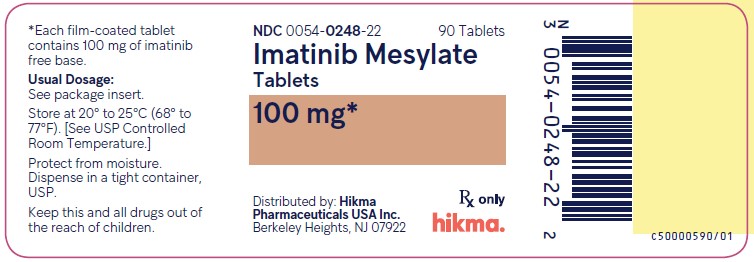 *Each film-coated tablet
contains 100 mg of imatinib
free base.
Usual Dosage:
See package insert.
Store at 20° to 25°C (68° to
77°F). [See USP Controlled
Room Temperature.]
Protect from moisture.
Dispense in a tight container,
USP.
Keep this and all drugs out of
the reach of children.
NDC 0054-0248-22 90 Tablets
Imatinib Mesylate
Tablets
100 mg*
Distributed by: Hikma
Pharmaceuticals USA Inc.
Berkeley Heights, NJ 07922
Rx only
hikma.
N
3 0054-0248-22 2
c50000590/01